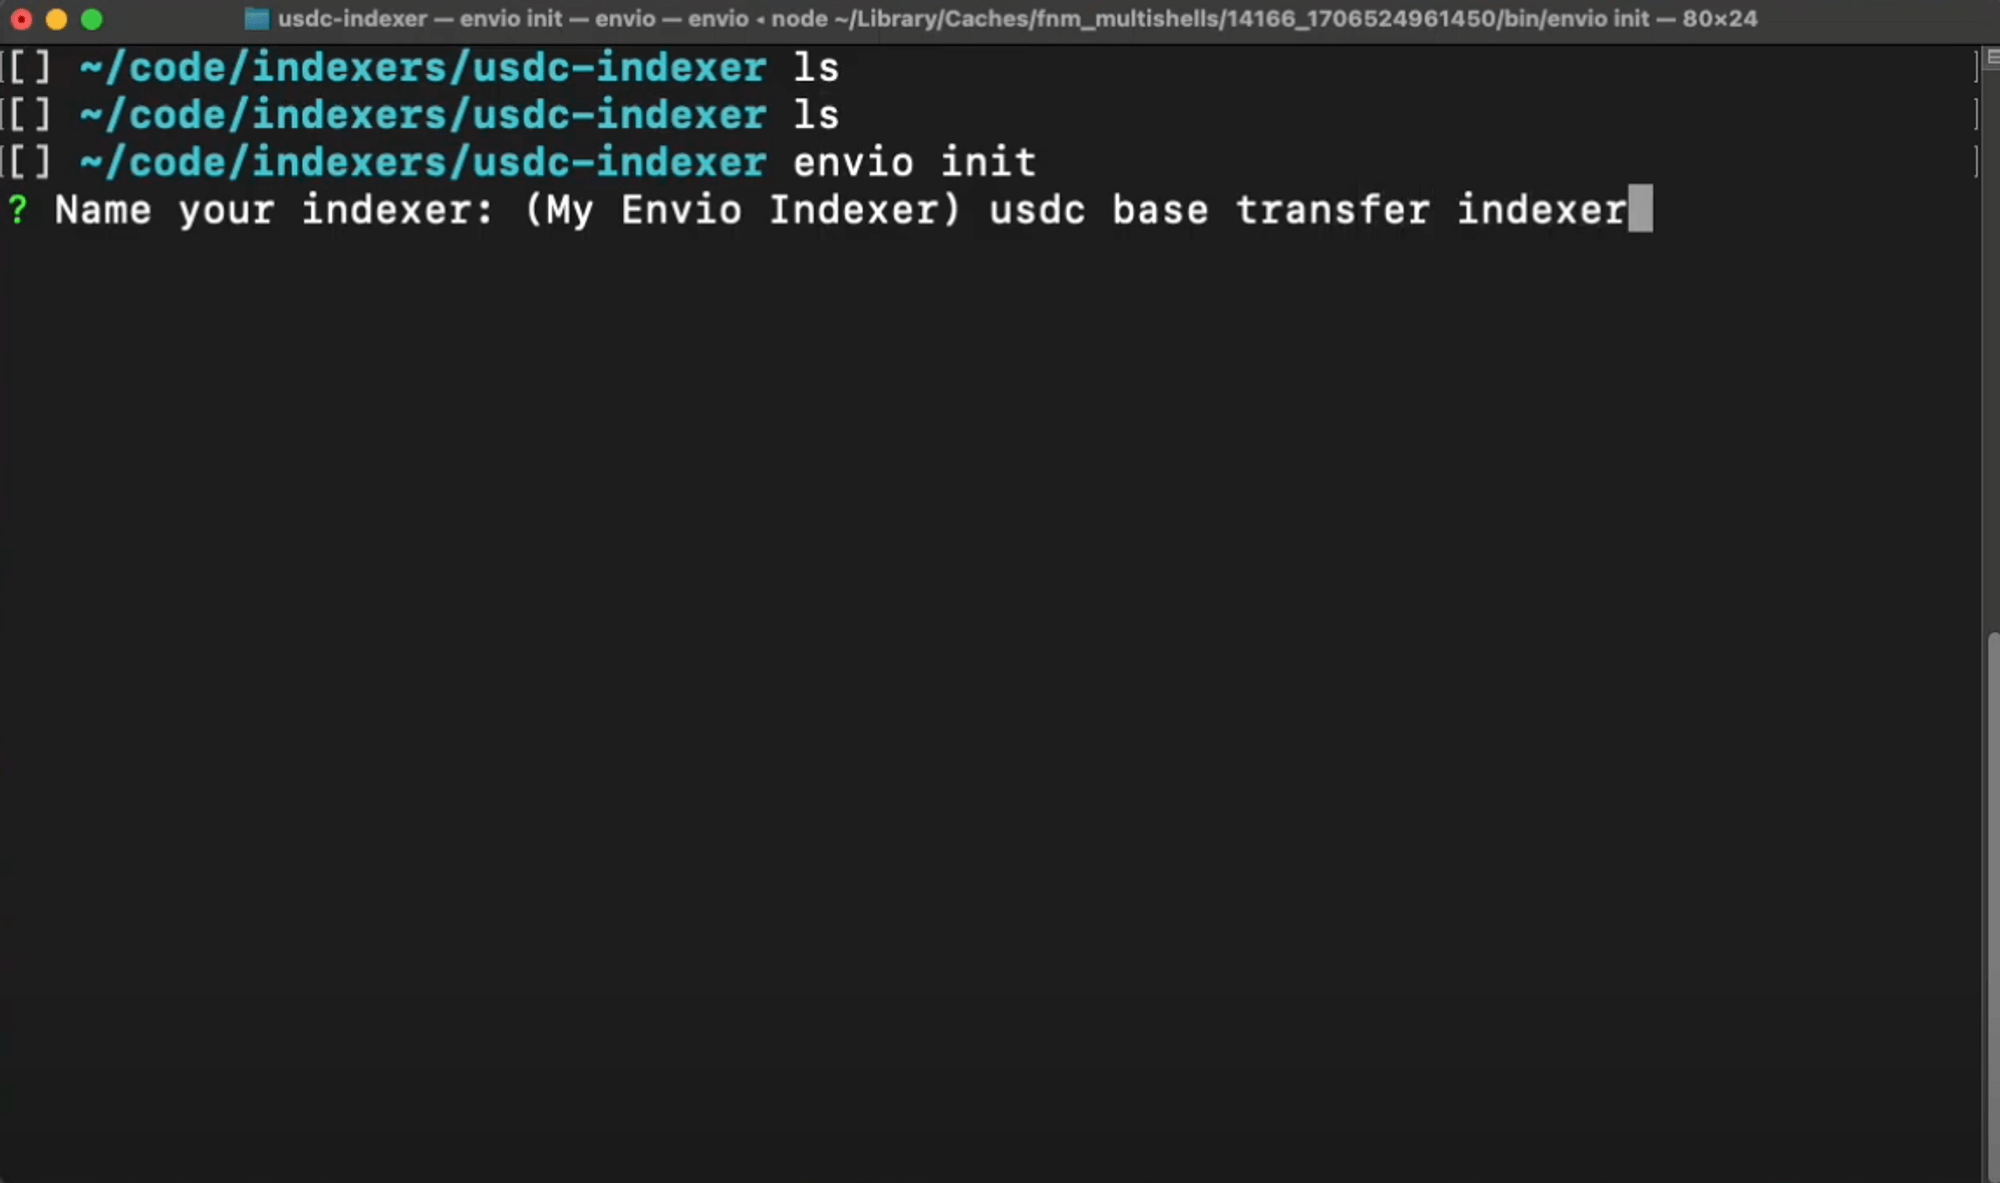 usdc-indexer — envio init — envio — envio ◂ node ~/Library/Caches/fnm_multishells/14166_1706524961450/bin/envio init — 80×24
[[] ~/code/indexers/usdc-indexer ls ]
[[] ~/code/indexers/usdc-indexer ls ]
[[] ~/code/indexers/usdc-indexer envio init ]
? Name your indexer: (My Envio Indexer) usdc base transfer indexer